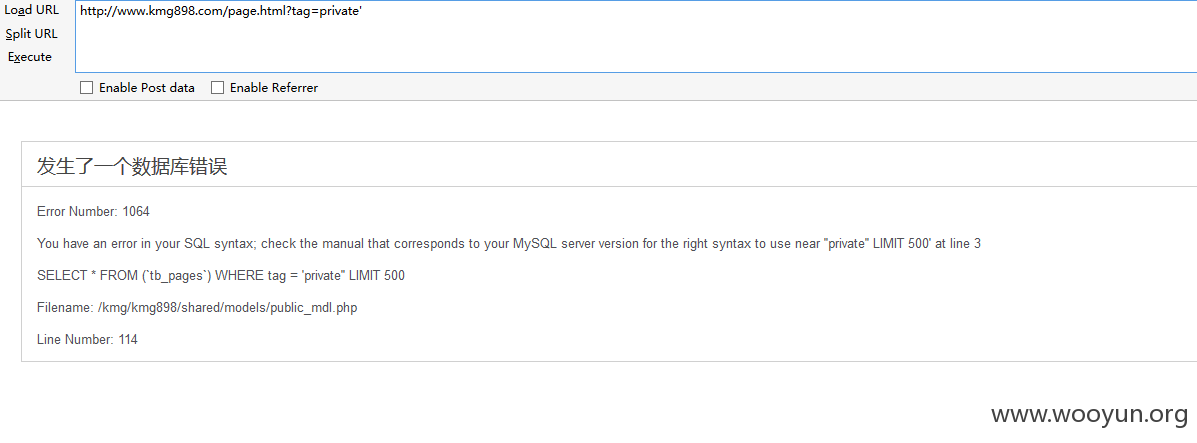 Load URL
http://www.kmg898.com/page.html?tag=private'
Split URL
Execute
Enable Post data
Enable Referrer
发生了一个数据库错误
Error Number: 1064
You have an error in your SQL syntax; check the manual that corresponds to your MySQL server version for the right syntax to use near ''private'' LIMIT 500' at line 3
SELECT * FROM (`tb_pages`) WHERE tag = 'private'' LIMIT 500
Filename: /kmg/kmg898/shared/models/public_mdl.php
Line Number: 114
www.wooyun.org